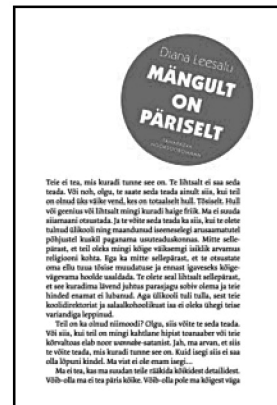 Diana Leesalu
MÄNGULT
ON
PÄRISELT
Teie ei tea, mis kuradi tunne see on. Te lihtsalt ei saa seda
teada. Või noh, olgu, te saate seda teada ainult siis, kui teil
on olnud üks väike vend, kes on totaalselt hull. Tõsiselt. Hull
või geenius või lihtsalt mingi kuradi haige friik. Ma ei suuda
siiamaani otsustada. Ja te võite seda teada ka siis, kui te olete
tulnud ülikooli ning maandunud iseeneselegi arusaamatutel
põhjustel kuskil paganama usuteaduskonnas. Mitte selle-
pärast, et teil oleks mingi kõige väiksemgi isiklik arvamus
religiooni kohta. Ega ka mitte sellepärast, et te otsustate
oma ellu tuua tõsise muudatuse ja ennast igaveseks kõige-
vägevama hoolde usaldada. Te olete seal lihtsalt sellepärast,
et see kuradima lävend juhtus parasjagu sobiv olema ja teie
hinded enamat ei lubanud. Aga ülikooli tuli tulla, sest teie
koolidirektorist ja salaalkohoolikust isa ei oleks ühegi teise
variandiga leppinud.
Teil on ka olnud niimoodi? Olgu, siis võite te seda teada.
Või siis, kui teil on mingi kahtlane hipist toanaaber või teie
kõrvaltoas elab noor wannabe-satanist. Jah, ma arvan, et siis
te võite teada, mis kuradi tunne see on. Kuid isegi siis ei saa
olla lõpuni kindel. Ma vist ei ole enam isegi....
Ma ei tea, kas ma suudan teile rääkida kõikidest detailidest.
Võib-olla ma ei tea päris kõike. Võib-olla pole ma kõigest väga